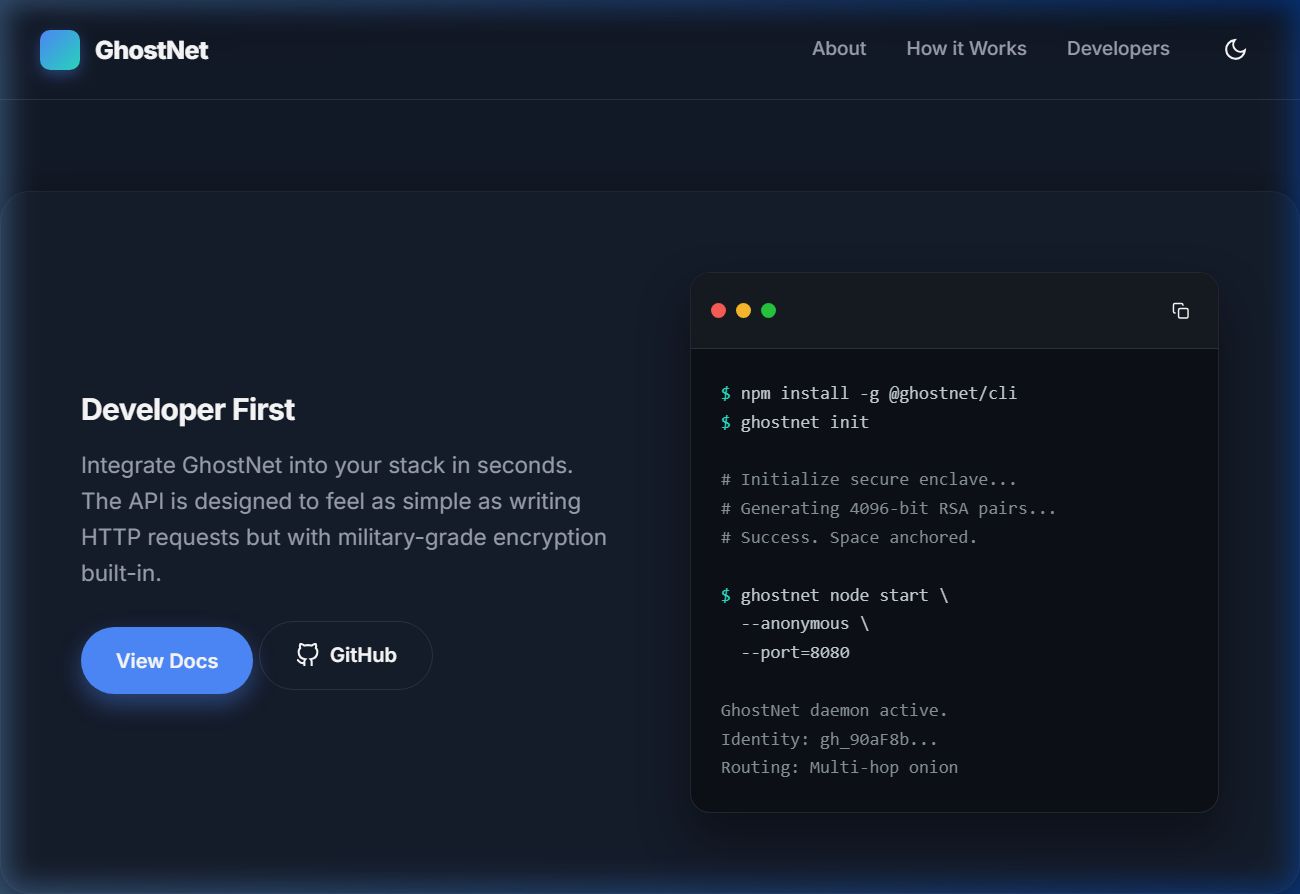 GhostNet
About
How it Works
Developers
Developer First
Integrate GhostNet into your stack in seconds.
The API is designed to feel as simple as writing
HTTP requests but with military-grade encryption
built-in.
View Docs
GitHub
$ npm install -g @ghostnet/cli
$ ghostnet init
# Initialize secure enclave...
# Generating 4096-bit RSA pairs...
# Success. Space anchored.
$ ghostnet node start \
--anonymous \
--port=8080
GhostNet daemon active.
Identity: gh_90aF8b...
Routing: Multi-hop onion